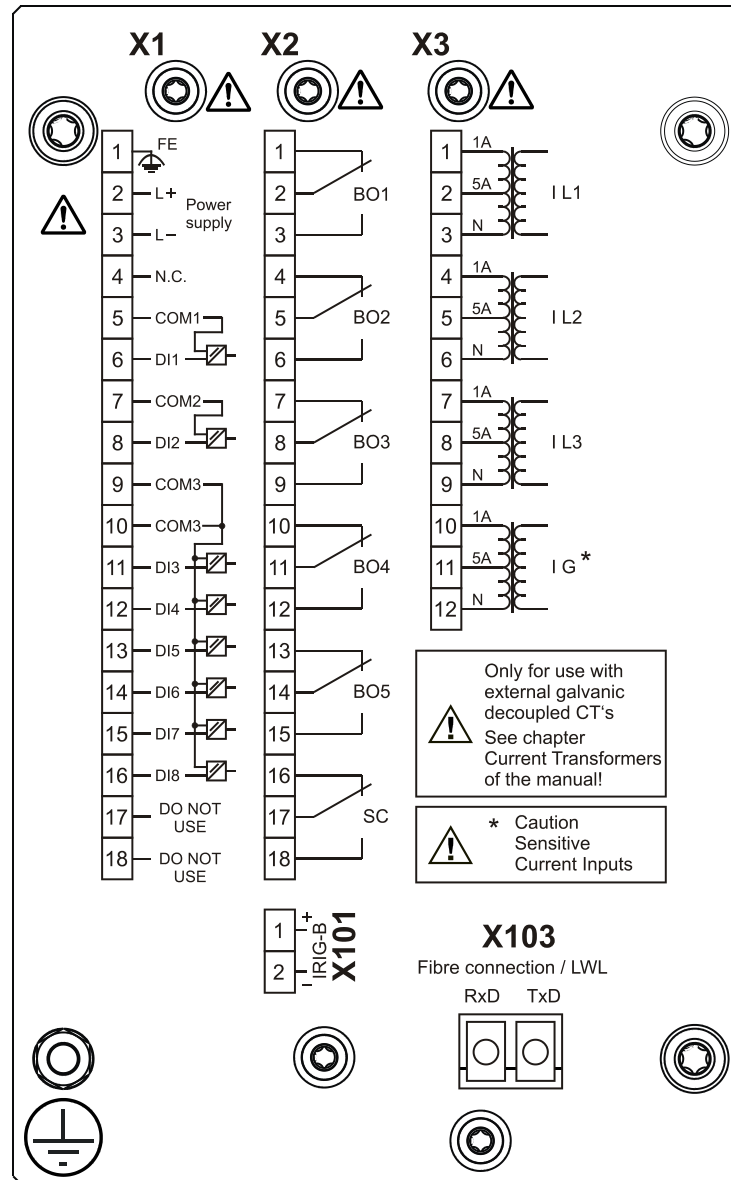 X1
X2
X3
1 FE
2 L+
Power
supply
3 L−
4 N.C.
5 COM1
6 DI1
7 COM2
8 DI2
9 COM3
10 COM3
11 DI3
12 DI4
13 DI5
14 DI6
15 DI7
16 DI8
17 DO NOT
USE
18 DO NOT
USE
1
2 BO1
3
4
5 BO2
6
7
8 BO3
9
10
11 BO4
12
13
14 BO5
15
16
17 SC
18
1 1A
2 5A I L1
3 N
4 1A
5 5A I L2
6 N
7 1A
8 5A I L3
9 N
10 1A
11 5A I G *
12 N
Only for use with
external galvanic
decoupled CT‘s
See chapter
Current Transformers
of the manual!
* Caution
Sensitive
Current Inputs
1 +
2 −
IRIG-B
X101
X103
Fibre connection / LWL
RxD TxD